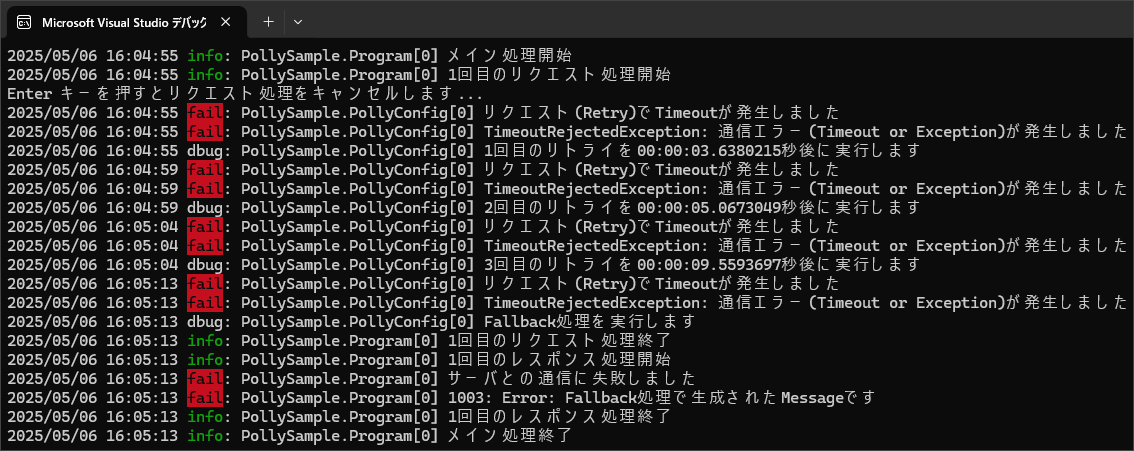 Microsoft Visual Studio デバック
2025/05/06 16:04:55 info: PollySample.Program[0] メイン処理開始
2025/05/06 16:04:55 info: PollySample.Program[0] 1回目のリクエスト処理開始
Enter キーを押すとリクエスト処理をキャンセルします...
2025/05/06 16:04:55 fail: PollySample.PollyConfig[0] リクエスト(Retry)でTimeoutが発生しました
2025/05/06 16:04:55 fail: PollySample.PollyConfig[0] TimeoutRejectedException: 通信エラー(Timeout or Exception)が発生しました
2025/05/06 16:04:55 dbug: PollySample.PollyConfig[0] 1回目のリトライを00:00:03.6380215秒後に実行します
2025/05/06 16:04:59 fail: PollySample.PollyConfig[0] リクエスト(Retry)でTimeoutが発生しました
2025/05/06 16:04:59 fail: PollySample.PollyConfig[0] TimeoutRejectedException: 通信エラー(Timeout or Exception)が発生しました
2025/05/06 16:04:59 dbug: PollySample.PollyConfig[0] 2回目のリトライを00:00:05.0673049秒後に実行します
2025/05/06 16:05:04 fail: PollySample.PollyConfig[0] リクエスト(Retry)でTimeoutが発生しました
2025/05/06 16:05:04 fail: PollySample.PollyConfig[0] TimeoutRejectedException: 通信エラー(Timeout or Exception)が発生しました
2025/05/06 16:05:04 dbug: PollySample.PollyConfig[0] 3回目のリトライを00:00:09.5593697秒後に実行します
2025/05/06 16:05:13 fail: PollySample.PollyConfig[0] リクエスト(Retry)でTimeoutが発生しました
2025/05/06 16:05:13 fail: PollySample.PollyConfig[0] TimeoutRejectedException: 通信エラー(Timeout or Exception)が発生しました
2025/05/06 16:05:13 dbug: PollySample.PollyConfig[0] Fallback処理を実行します
2025/05/06 16:05:13 info: PollySample.Program[0] 1回目のリクエスト処理終了
2025/05/06 16:05:13 info: PollySample.Program[0] 1回目のレスポンス処理開始
2025/05/06 16:05:13 fail: PollySample.Program[0] サーバとの通信に失敗しました
2025/05/06 16:05:13 fail: PollySample.Program[0] 1003: Error: Fallback処理で生成されたMessageです
2025/05/06 16:05:13 info: PollySample.Program[0] 1回目のレスポンス処理終了
2025/05/06 16:05:13 info: PollySample.Program[0] メイン処理終了